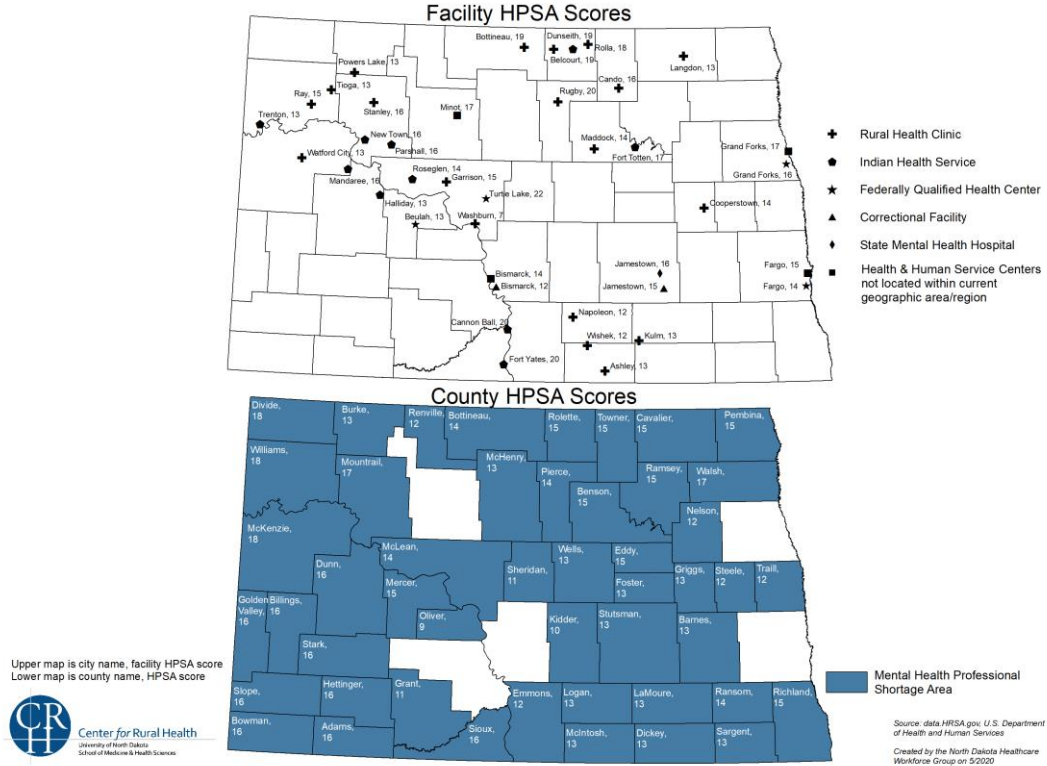 Facility HPSA Scores
Bottineau, 19
Dunseith, 19
Rolla, 18
Belcourt, 19
Langdon, 13
Powers Lake, 13
Tioga, 13
Ray, 15
Stanley, 16
Cando, 16
Rugby, 20
Minot, 17
Trenton, 13
New Town, 16
Parshall, 16
Maddock, 14
Fort Totten, 17
Grand Forks, 17
Grand Forks, 16
Watford City, 13
Mandaree, 16
Roseglen, 14
Garrison, 15
Halliday, 13
Turtle Lake, 22
Beulah, 13
Washburn, 7
Cooperstown, 14
Bismarck, 14
Bismarck, 12
Jamestown, 16
Jamestown, 15
Fargo, 15
Fargo, 14
Cannon Ball, 20
Napoleon, 12
Wishek, 12
Kulm, 13
Fort Yates, 20
Ashley, 13
Rural Health Clinic
Indian Health Service
Federally Qualified Health Center
Correctional Facility
State Mental Health Hospital
Health & Human Service Centers
not located within current
geographic area/region
County HPSA Scores
Divide,
18
Burke,
13
Renville,
12
Bottineau,
14
Rolette,
15
Towner,
15
Cavalier,
15
Pembina,
15
Williams,
18
Mountrail,
17
McHenry,
13
Pierce,
14
Benson,
15
Ramsey,
15
Walsh,
17
Nelson,
12
McKenzie,
18
Dunn,
16
McLean,
14
Mercer,
15
Oliver,
9
Sheridan,
11
Wells,
13
Eddy,
15
Foster,
13
Griggs,
13
Steele,
12
Traill,
12
Golden
Valley,
16
Billings,
16
Stark,
16
Kidder,
10
Stutsman,
13
Barnes,
13
Slope,
16
Hettinger,
16
Grant,
11
Bowman,
16
Adams,
16
Sioux,
16
Emmons,
12
Logan,
13
LaMoure,
13
Ransom,
14
Richland,
15
McIntosh,
13
Dickey,
13
Sargent,
13
Upper map is city name, facility HPSA score
Lower map is county name, HPSA score
CRH
Center for Rural Health
University of North Dakota
School of Medicine & Health Sciences
Mental Health Professional
Shortage Area
Source: data.HRSA.gov, U.S. Department
of Health and Human Services
Created by the North Dakota Healthcare
Workforce Group on 5/2020